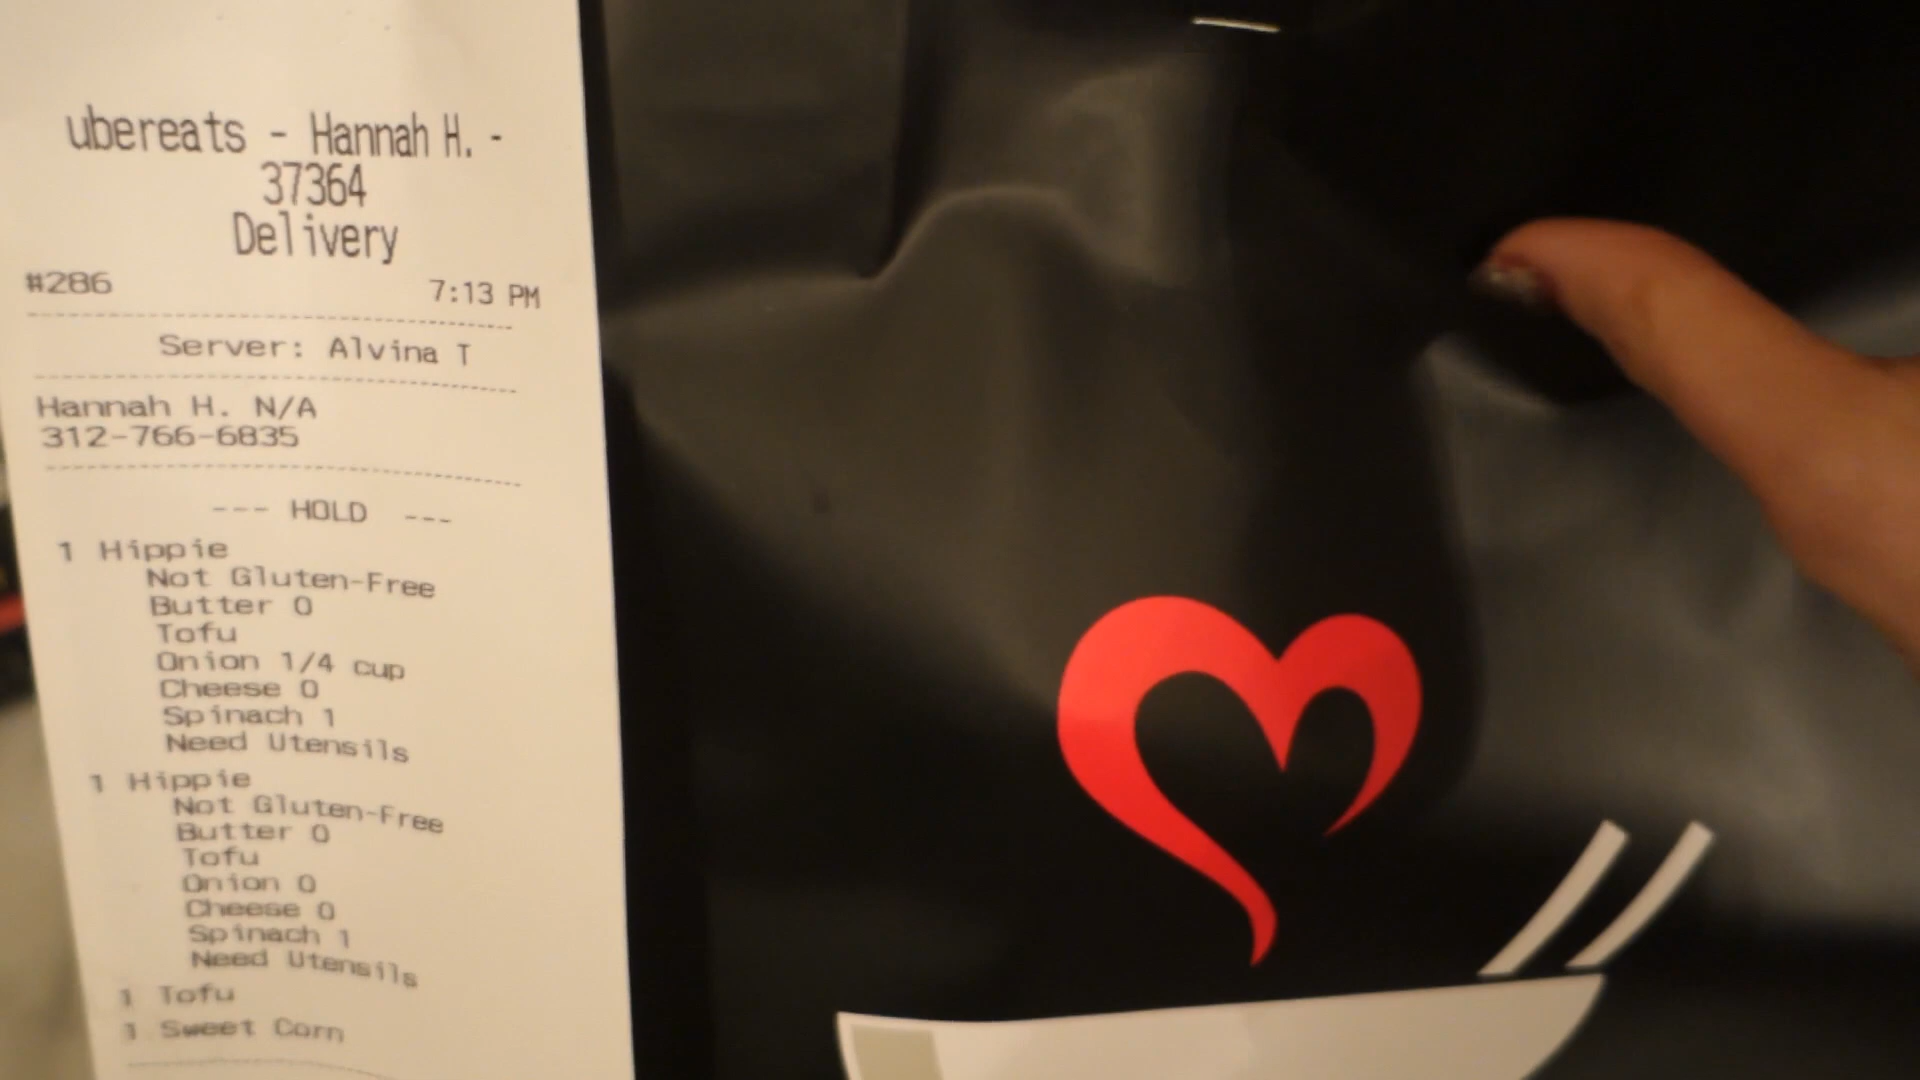 ubereats - Hannah H. -
37364
Delivery
#286 7:13 PM
Server: Alvina T
Hannah H. N/A
312-766-6835
--- HOLD ---
1 Hippie
Not Gluten-Free
Butter 0
Tofu
Onion 1/4 cup
Cheese 0
Spinach 1
Need Utensils
1 Hippie
Not Gluten-Free
Butter 0
Tofu
Onion 0
Cheese 0
Spinach 1
Need Utensils
1 Tofu
1 Sweet Corn